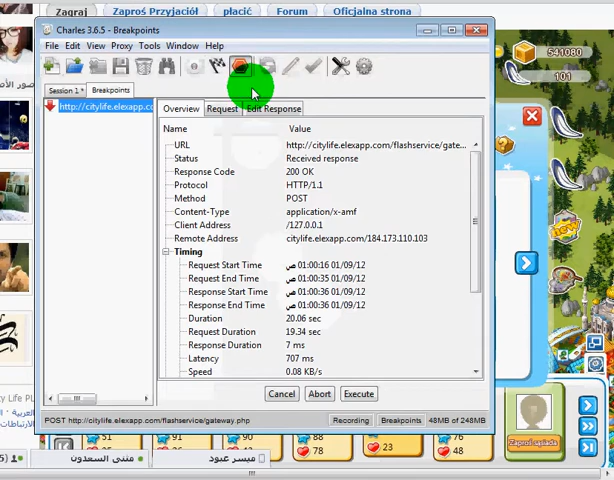 Zagraj Zaproś Przyjaciół płacić Forum Oficjalna strona
Charles 3.6.5 - Breakpoints
File Edit View Proxy Tools Window Help
541080
101
Session 1 * Breakpoints
http://citylife.elexapp.cc
Overview Request Edit Response
Name Value
URL http://citylife.elexapp.com/flashservice/gate...
Status Received response
Response Code 200 OK
Protocol HTTP/1.1
Method POST
Content-Type application/x-amf
Client Address /127.0.0.1
Remote Address citylife.elexapp.com/184.173.110.103
Timing
Request Start Time ص 01:00:16 01/09/12
Request End Time ص 01:00:35 01/09/12
Response Start Time ص 01:00:36 01/09/12
Response End Time ص 01:00:36 01/09/12
Duration 20.06 sec
Request Duration 19.34 sec
Response Duration 7 ms
Latency 707 ms
Speed 0.08 KB/s
Cancel Abort Execute
POST http://citylife.elexapp.com/flashservice/gateway.php Recording Breakpoints 48MB of 248MB
new
Zaproś sąsiada
51 91 90 42 23 76
78 86 88 68 48
مثنى السعدون ميسر عبود